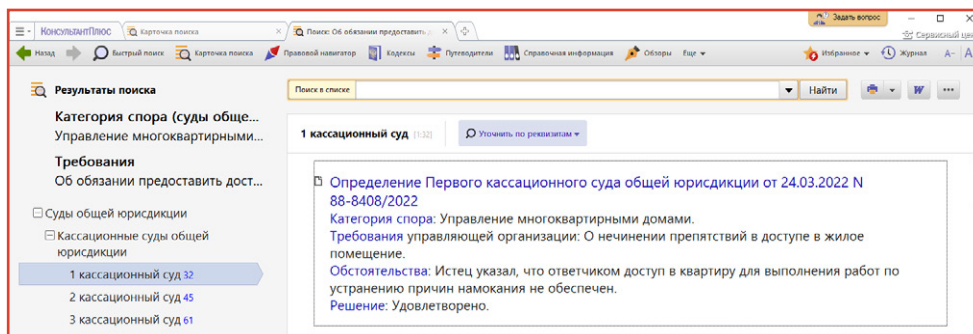 Задать вопрос
КонсультантПлюс Карточка поиска Поиск: Об обязании предоставить
Сервисный це
Назад Быстрый поиск Карточка поиска Правовой навигатор Кодексы Путеводители Справочная информация Обзоры Еще Избранное Журнал А- А
Результаты поиска
Поиск в списке Найти W
Категория спора (суды обще...
Управление многоквартирными...
Требования
Об обязании предоставить дост...
1 кассационный суд [1:32] Уточнить по реквизитам
Суды общей юрисдикции
Кассационные суды общей
юрисдикции
1 кассационный суд 32
2 кассационный суд 45
3 кассационный суд 61
Определение Первого кассационного суда общей юрисдикции от 24.03.2022 N
88-8408/2022
Категория спора: Управление многоквартирными домами.
Требования управляющей организации: О нечинении препятствий в доступе в жилое
помещение.
Обстоятельства: Истец указал, что ответчиком доступ в квартиру для выполнения работ по
устранению причин намокания не обеспечен.
Решение: Удовлетворено.